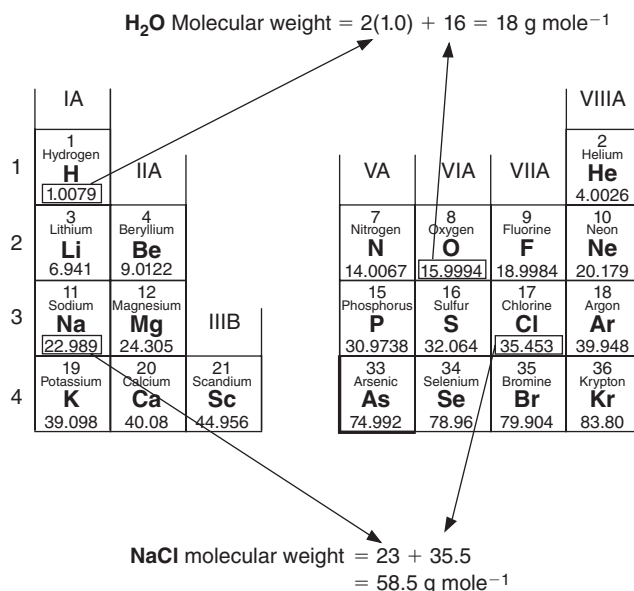 H₂O Molecular weight = 2(1.0) + 16 = 18 g mole⁻¹
IA VIIIA
1 2
Hydrogen Helium
1 H IIA VA VIA VIIA He
1.0079 4.0026
3 4 7 8 9 10
Lithium Beryllium Nitrogen Oxygen Fluorine Neon
2 Li Be N O F Ne
6.941 9.0122 14.0067 15.9994 18.9984 20.179
11 12 15 16 17 18
Sodium Magnesium Phosphorus Sulfur Chlorine Argon
3 Na Mg IIIB P S Cl Ar
22.989 24.305 30.9738 32.064 35.453 39.948
19 20 21 33 34 35 36
Potassium Calcium Scandium Arsenic Selenium Bromine Krypton
4 K Ca Sc As Se Br Kr
39.098 40.08 44.956 74.992 78.96 79.904 83.80
NaCl molecular weight = 23 + 35.5
= 58.5 g mole⁻¹